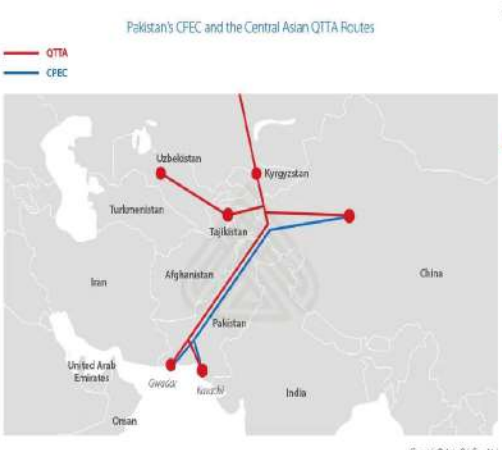 Pakistan's CPEC and the Central Asian QTTA Routes
QTTA
CPEC
Uzbekistan
Kyrgyzstan
Turkmenistan
Tajikistan
Iran
Afghanistan
China
Pakistan
United Arab
Emirates
Gwadar
Karachi
India
Oman